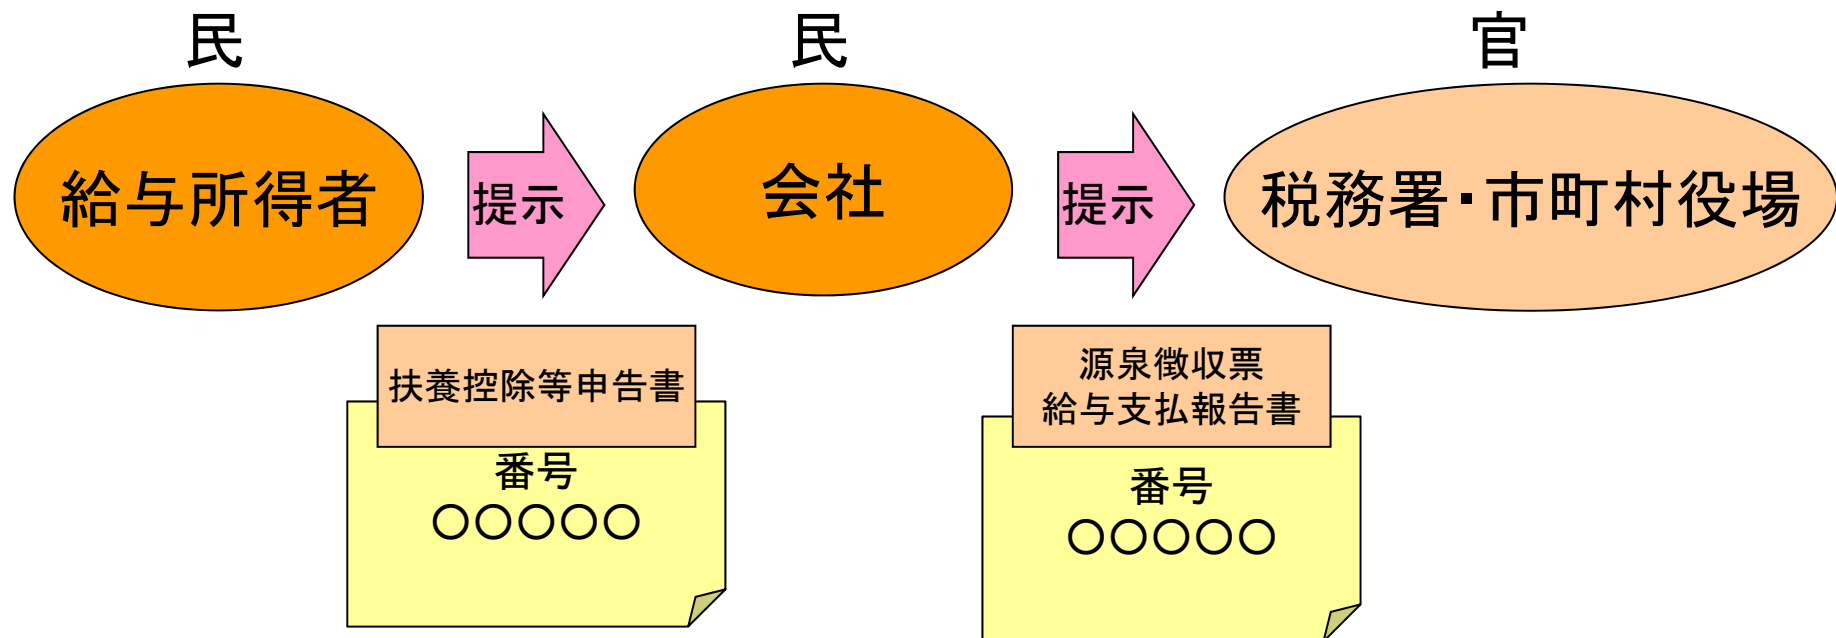 民
民
官
給与所得者
提示
会社
提示
税務署・市町村役場
扶養控除等申告書
番号
○○○○○
源泉徴収票
給与支払報告書
番号
○○○○○